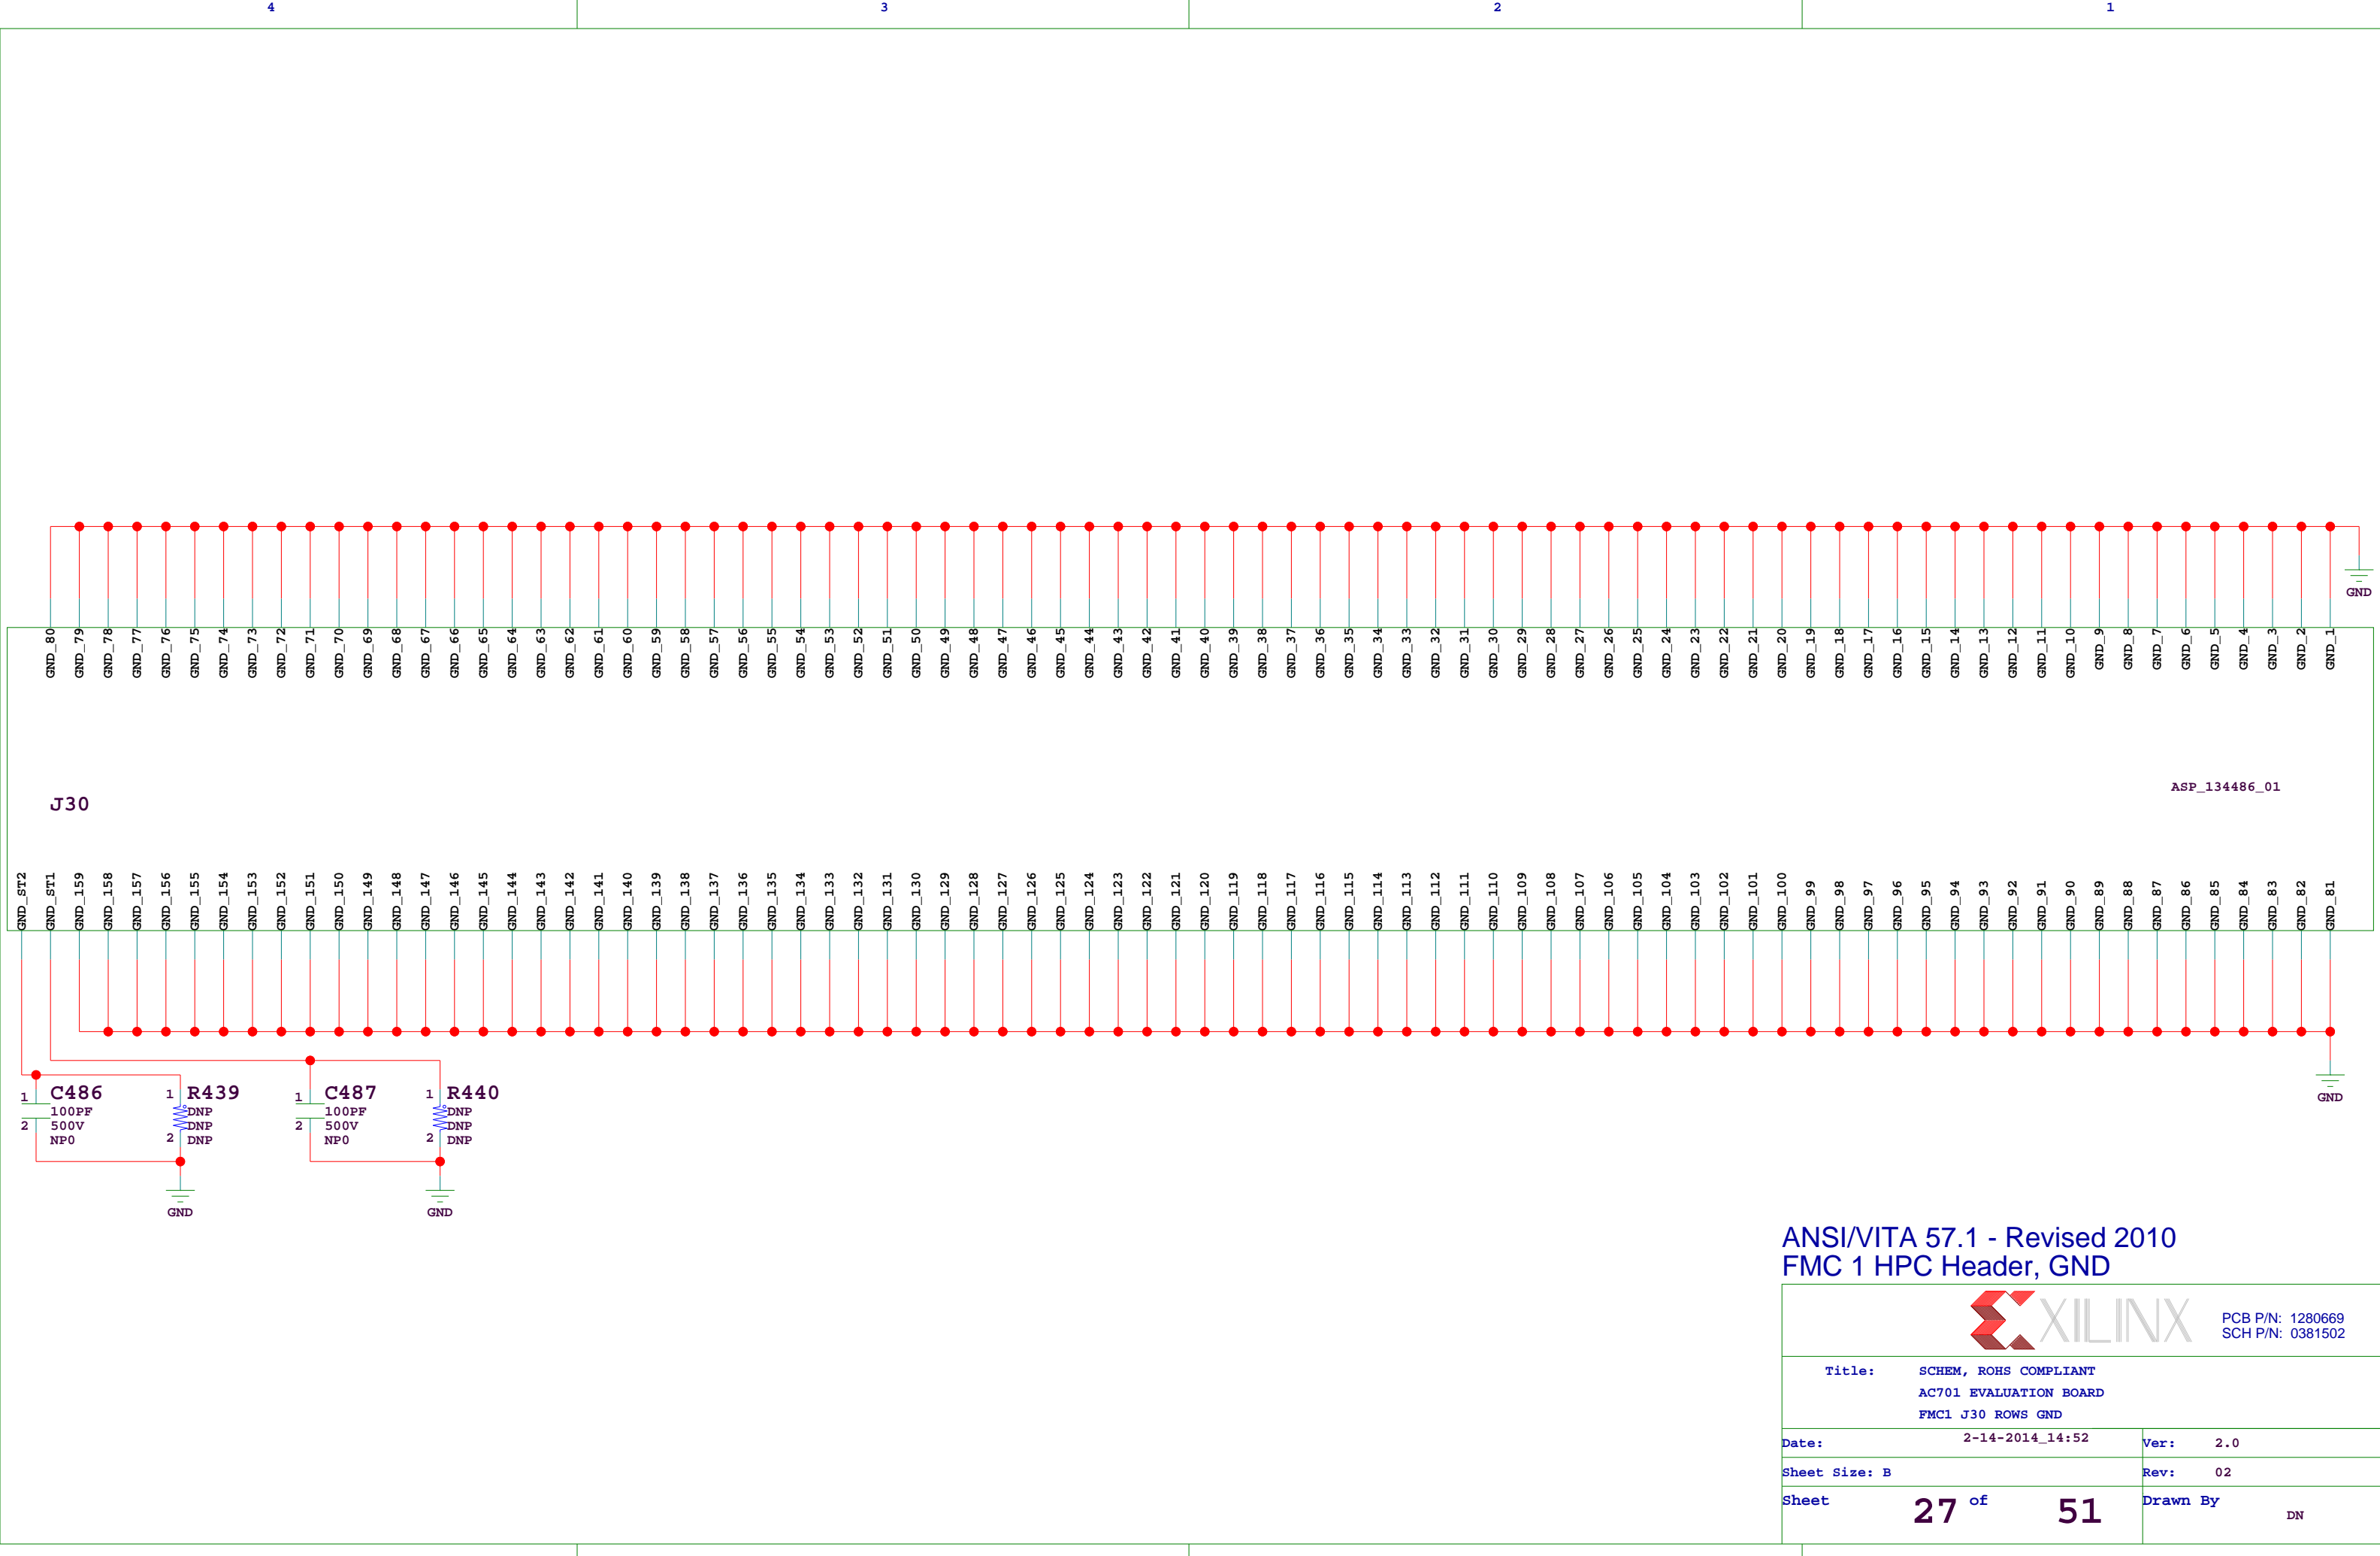 4 3 2 1
GND
GND_80 GND_79 GND_78 GND_77 GND_76 GND_75 GND_74 GND_73 GND_72 GND_71 GND_70 GND_69 GND_68 GND_67 GND_66 GND_65 GND_64 GND_63 GND_62 GND_61 GND_60 GND_59 GND_58 GND_57 GND_56 GND_55 GND_54 GND_53 GND_52 GND_51 GND_50 GND_49 GND_48 GND_47 GND_46 GND_45 GND_44 GND_43 GND_42 GND_41 GND_40 GND_39 GND_38 GND_37 GND_36 GND_35 GND_34 GND_33 GND_32 GND_31 GND_30 GND_29 GND_28 GND_27 GND_26 GND_25 GND_24 GND_23 GND_22 GND_21 GND_20 GND_19 GND_18 GND_17 GND_16 GND_15 GND_14 GND_13 GND_12 GND_11 GND_10 GND_9 GND_8 GND_7 GND_6 GND_5 GND_4 GND_3 GND_2 GND_1
ASP_134486_01
J30
GND_ST2 GND_ST1 GND_159 GND_158 GND_157 GND_156 GND_155 GND_154 GND_153 GND_152 GND_151 GND_150 GND_149 GND_148 GND_147 GND_146 GND_145 GND_144 GND_143 GND_142 GND_141 GND_140 GND_139 GND_138 GND_137 GND_136 GND_135 GND_134 GND_133 GND_132 GND_131 GND_130 GND_129 GND_128 GND_127 GND_126 GND_125 GND_124 GND_123 GND_122 GND_121 GND_120 GND_119 GND_118 GND_117 GND_116 GND_115 GND_114 GND_113 GND_112 GND_111 GND_110 GND_109 GND_108 GND_107 GND_106 GND_105 GND_104 GND_103 GND_102 GND_101 GND_100 GND_99 GND_98 GND_97 GND_96 GND_95 GND_94 GND_93 GND_92 GND_91 GND_90 GND_89 GND_88 GND_87 GND_86 GND_85 GND_84 GND_83 GND_82 GND_81
1 C486 1 R439 1 C487 1 R440
100PF DNP 100PF DNP
2 500V DNP 2 500V DNP
NP0 2 DNP NP0 2 DNP
GND
GND GND
ANSI/VITA 57.1 - Revised 2010
FMC 1 HPC Header, GND
XILINX
PCB P/N: 1280669
SCH P/N: 0381502
Title: SCHEM, ROHS COMPLIANT
AC701 EVALUATION BOARD
FMC1 J30 ROWS GND
Date: 2-14-2014_14:52 Ver: 2.0
Sheet Size: B Rev: 02
Sheet 27 of 51 Drawn By
DN